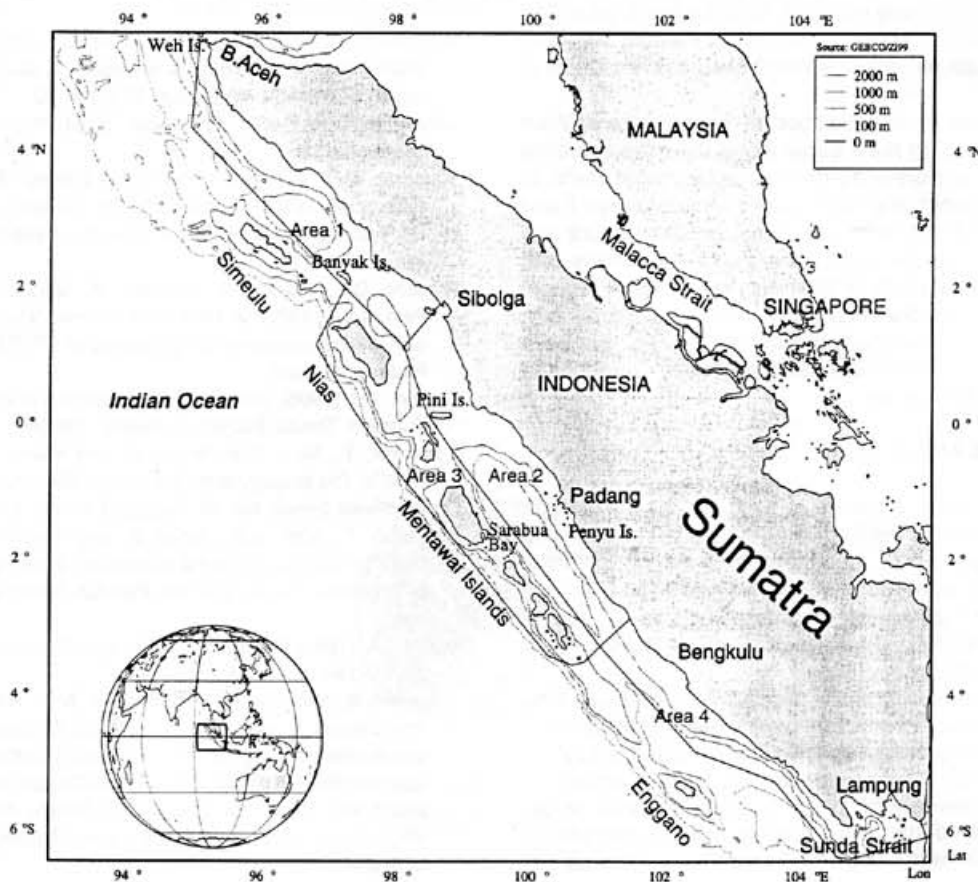 94 °
96 °
98 °
100 °
102 °
104 °E
Weh Is.
B.Aceh
Source: GEBCO/Zi99
2000 m
1000 m
500 m
100 m
0 m
MALAYSIA
4 °N
4 °N
Area 1
Malacca Strait
Banyak Is.
Simeulu
2 °
Sibolga
SINGAPORE
2 °
INDONESIA
Nias
Indian Ocean
Pini Is.
0 °
0 °
Area 3
Area 2
Padang
Sarabua
Bay
Penyu Is.
Sumatra
2 °
2 °
Mentawai Islands
Bengkulu
4 °
4 °
Area 4
Enggano
Lampung
6 °S
Sunda Strait
6 °S
Lat
94 °
96 °
98 °
100 °
102 °
104 °
Lon